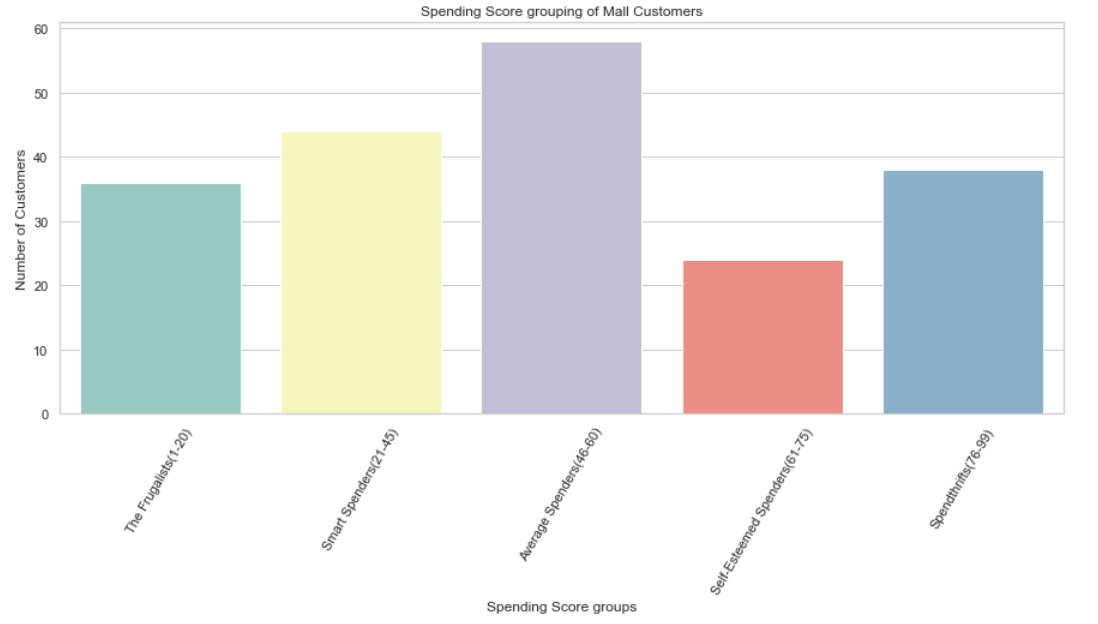 Spending Score grouping of Mall Customers
60
50
40
30
20
10
0
Number of Customers
The Frugalists(1-20)
Smart Spenders(21-45)
Average Spenders(46-60)
Self-Esteemed Spenders(61-75)
Spendthrifts(76-99)
Spending Score groups